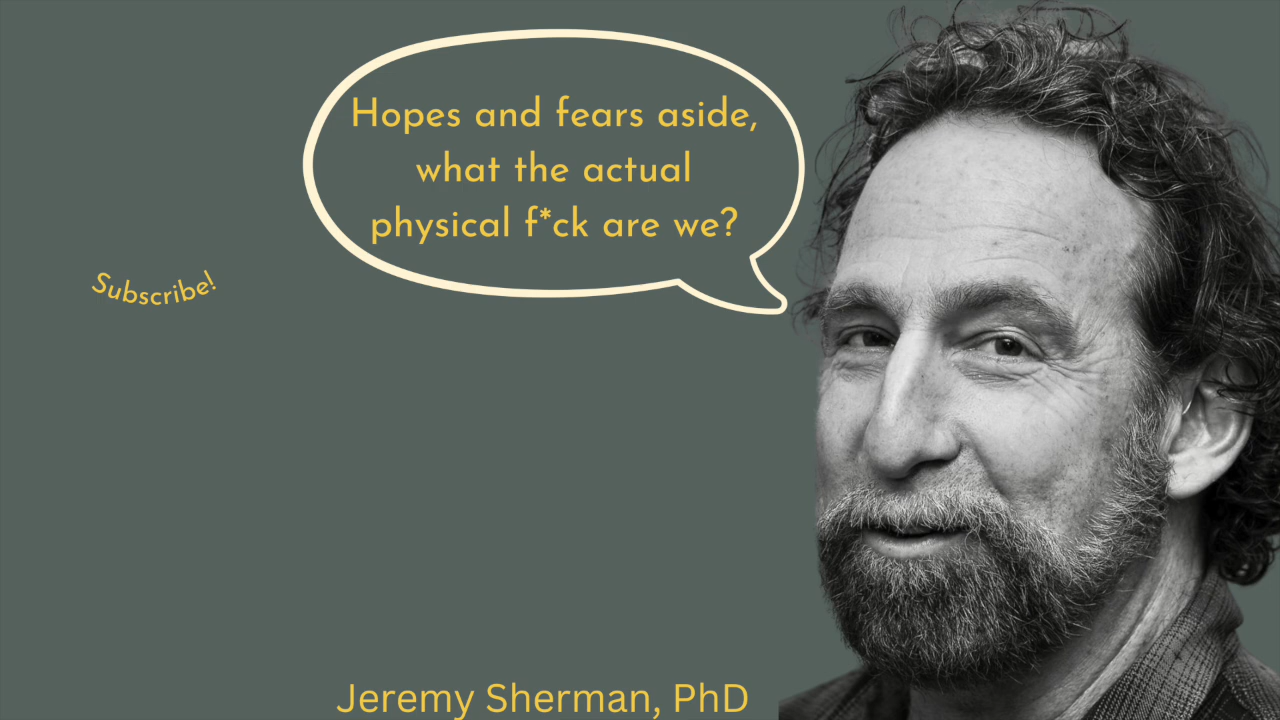 Hopes and fears aside,
what the actual
physical f*ck are we?
Subscribe!
Jeremy Sherman, PhD